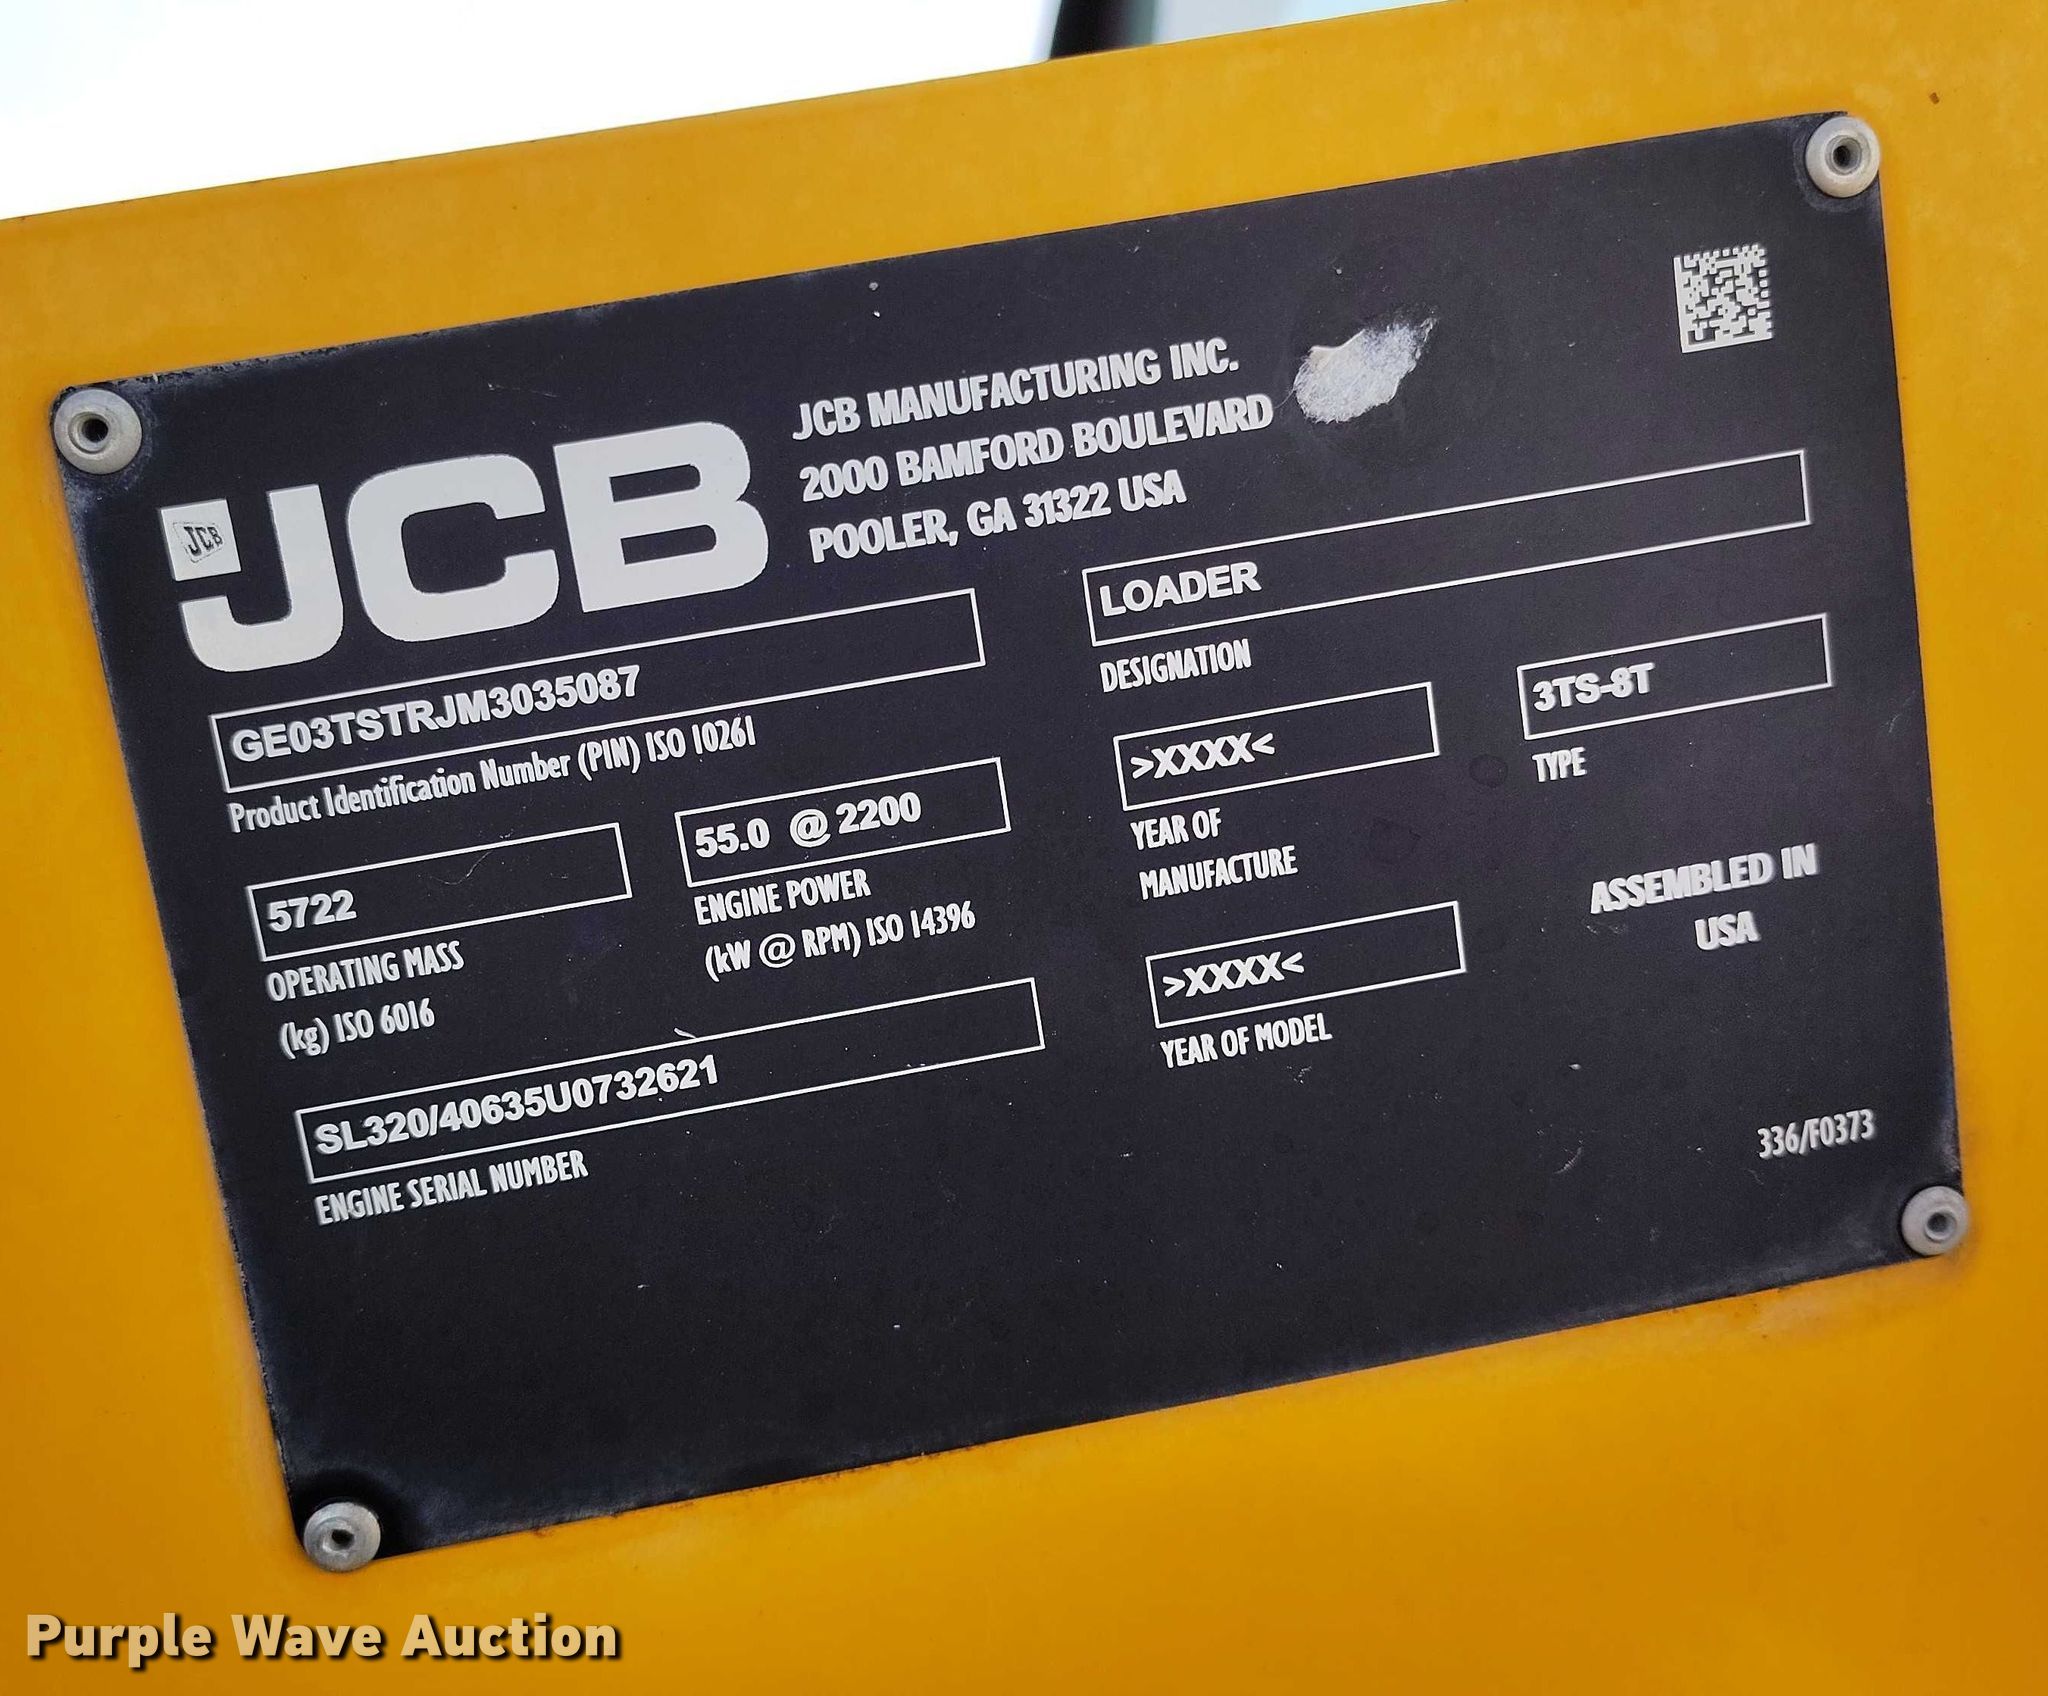 JCB
JCB
JCB MANUFACTURING INC.
2000 BAMFORD BOULEVARD
POOLER, GA 31322 USA
GE03TSTRJM3035087
Product Identification Number (PIN) ISO 10261
LOADER
DESIGNATION
5722
OPERATING MASS
(kg) ISO 6016
55.0 @ 2200
ENGINE POWER
(kW @ RPM) ISO 14396
>XXXX<
YEAR OF
MANUFACTURE
3TS-8T
TYPE
SL320/40635U0732621
ENGINE SERIAL NUMBER
>XXXX<
YEAR OF MODEL
ASSEMBLED IN
USA
336/F0373
Purple Wave Auction